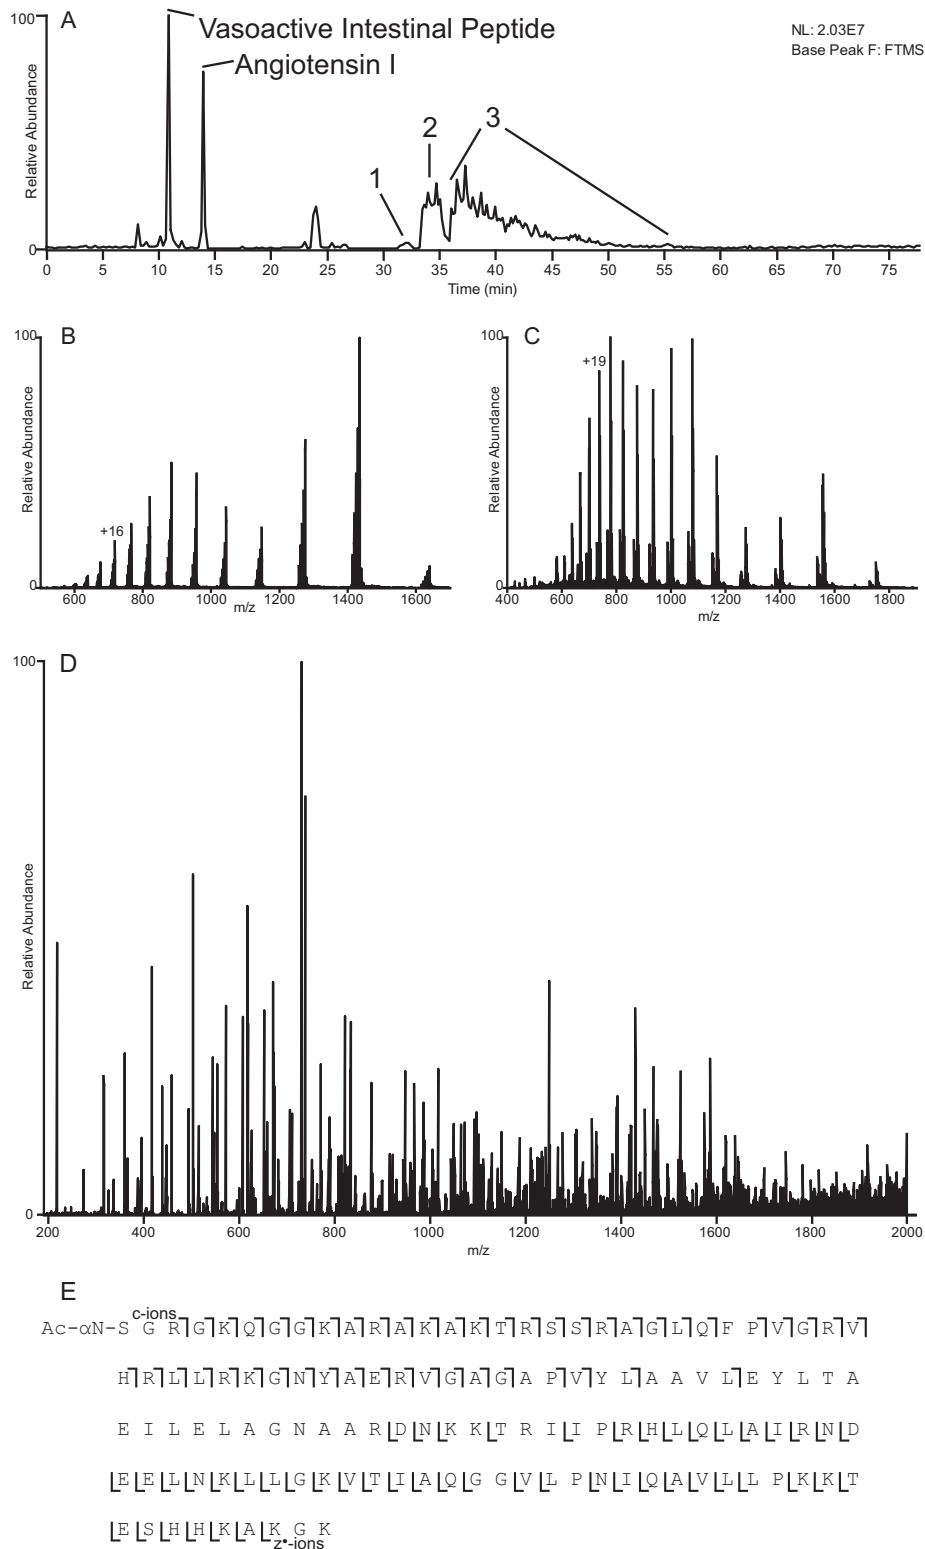 A
100
Vasoactive Intestinal Peptide
Angiotensin I
NL: 2.03E7
Base Peak F: FTMS
Relative Abundance
1
2
3
0
0 5 10 15 20 25 30 35 40 45 50 55 60 65 70 75
Time (min)
B
100
Relative Abundance
+16
0
600 800 1000 1200 1400 1600
m/z
C
100
Relative Abundance
+19
0
400 600 800 1000 1200 1400 1600 1800
m/z
D
100
Relative Abundance
0
200 400 600 800 1000 1200 1400 1600 1800 2000
m/z
E
c-ions
Ac-αN-S G R G K Q G G K A R A K A K T R S S R A G L Q F P V G R V
H R L L R K G N Y A E R V G A G A P V Y L A A V L E Y L T A
E I L E L A G N A A R D N K K T R I I P R H L Q L A I R N D
E E L N K L L G K V T I A Q G G V L P N I Q A V L L P K K T
E S H H K A K G K
z•-ions